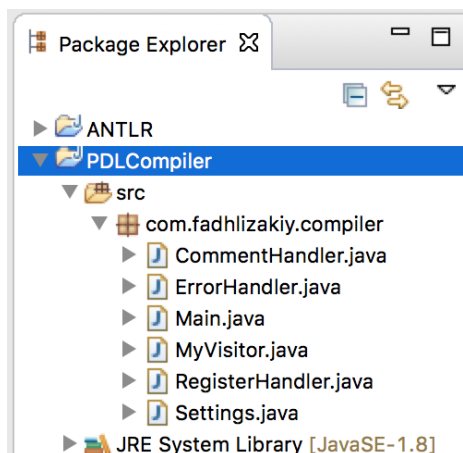 Package Explorer
ANTLR
PDLCompiler
src
com.fadhlizakiy.compiler
CommentHandler.java
ErrorHandler.java
Main.java
MyVisitor.java
RegisterHandler.java
Settings.java
JRE System Library [JavaSE-1.8]